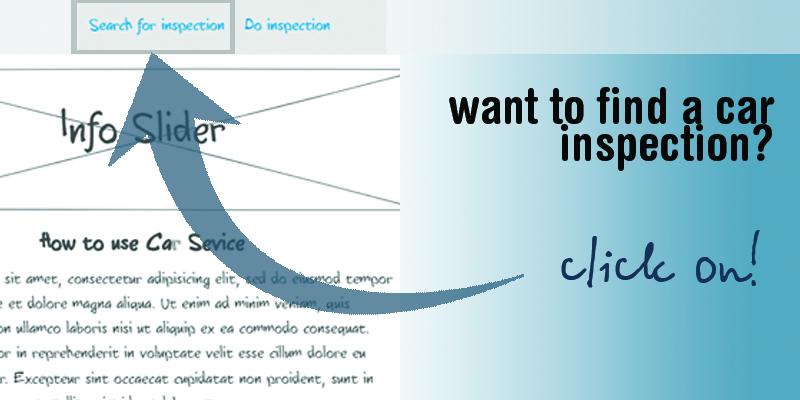 Search for inspection Do inspection
Info Slider
want to find a car
inspection?
How to use Car Sevice
click on!
sit amet, consectetur adipisicing elit, sed do eiusmod tempor
et dolore magna aliqua. Ut enim ad minim veniam, quis
on ullamco laboris nisi ut aliquip ex ea commodo consequat.
or in reprehenderit in voluptate velit esse cillum dolore eu
r. Excepteur sint occaecat cupidatat non proident, sunt in